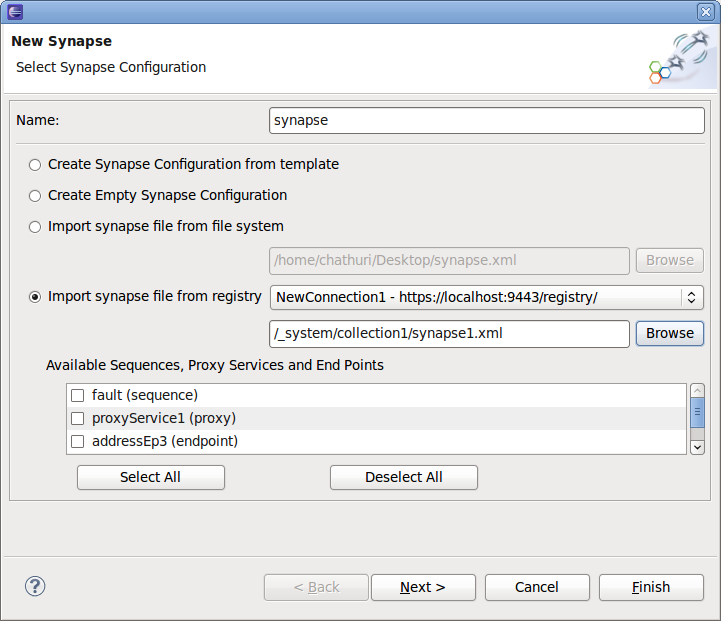 New Synapse
Select Synapse Configuration
Name: synapse
Create Synapse Configuration from template
Create Empty Synapse Configuration
Import synapse file from file system
/home/chathuri/Desktop/synapse.xml Browse
Import synapse file from registry NewConnection1 - https://localhost:9443/registry/
/_system/collection1/synapse1.xml Browse
Available Sequences, Proxy Services and End Points
fault (sequence)
proxyService1 (proxy)
addressEp3 (endpoint)
Select All Deselect All
? < Back Next > Cancel Finish